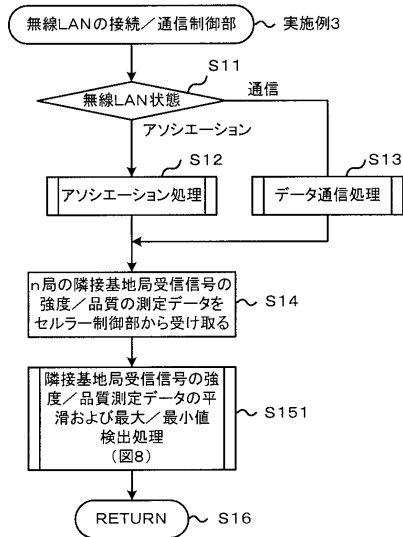 無線LANの接続／通信制御部
実施例3
S11
無線LAN状態
通信
アソシエーション
S12
S13
アソシエーション処理
データ通信処理
n局の隣接基地局受信信号の
強度／品質の測定データを
セルラー制御部から受け取る
S14
隣接基地局受信信号の強
度／品質測定データの平
滑および最大／最小値
検出処理
（図8）
S151
RETURN
S16